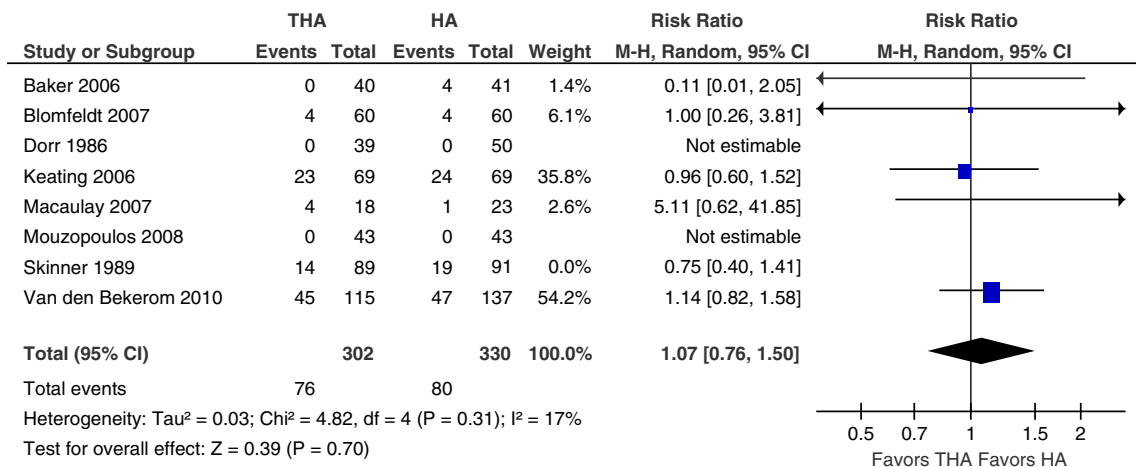 THA HA Risk Ratio Risk Ratio
Study or Subgroup Events Total Events Total Weight M-H, Random, 95% CI M-H, Random, 95% CI
Baker 2006 0 40 4 41 1.4% 0.11 [0.01, 2.05]
Blomfeldt 2007 4 60 4 60 6.1% 1.00 [0.26, 3.81]
Dorr 1986 0 39 0 50 Not estimable
Keating 2006 23 69 24 69 35.8% 0.96 [0.60, 1.52]
Macaulay 2007 4 18 1 23 2.6% 5.11 [0.62, 41.85]
Mouzopoulos 2008 0 43 0 43 Not estimable
Skinner 1989 14 89 19 91 0.0% 0.75 [0.40, 1.41]
Van den Bekerom 2010 45 115 47 137 54.2% 1.14 [0.82, 1.58]
Total (95% CI) 302 330 100.0% 1.07 [0.76, 1.50]
Total events 76 80
Heterogeneity: Tau² = 0.03; Chi² = 4.82, df = 4 (P = 0.31); I² = 17%
Test for overall effect: Z = 0.39 (P = 0.70)
0.5 0.7 1 1.5 2
Favors THA Favors HA